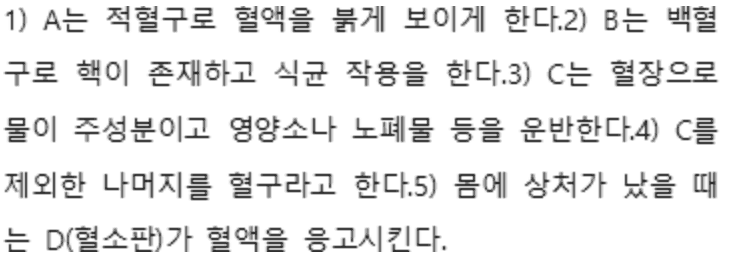 1) A는 적혈구로 혈액을 붉게 보이게 한다.2) B는 백혈
구로 핵이 존재하고 식균 작용을 한다.3) C는 혈장으로
물이 주성분이고 영양소나 노폐물 등을 운반한다.4) C를
제외한 나머지를 혈구라고 한다.5) 몸에 상처가 났을 때
는 D(혈소판)가 혈액을 응고시킨다.